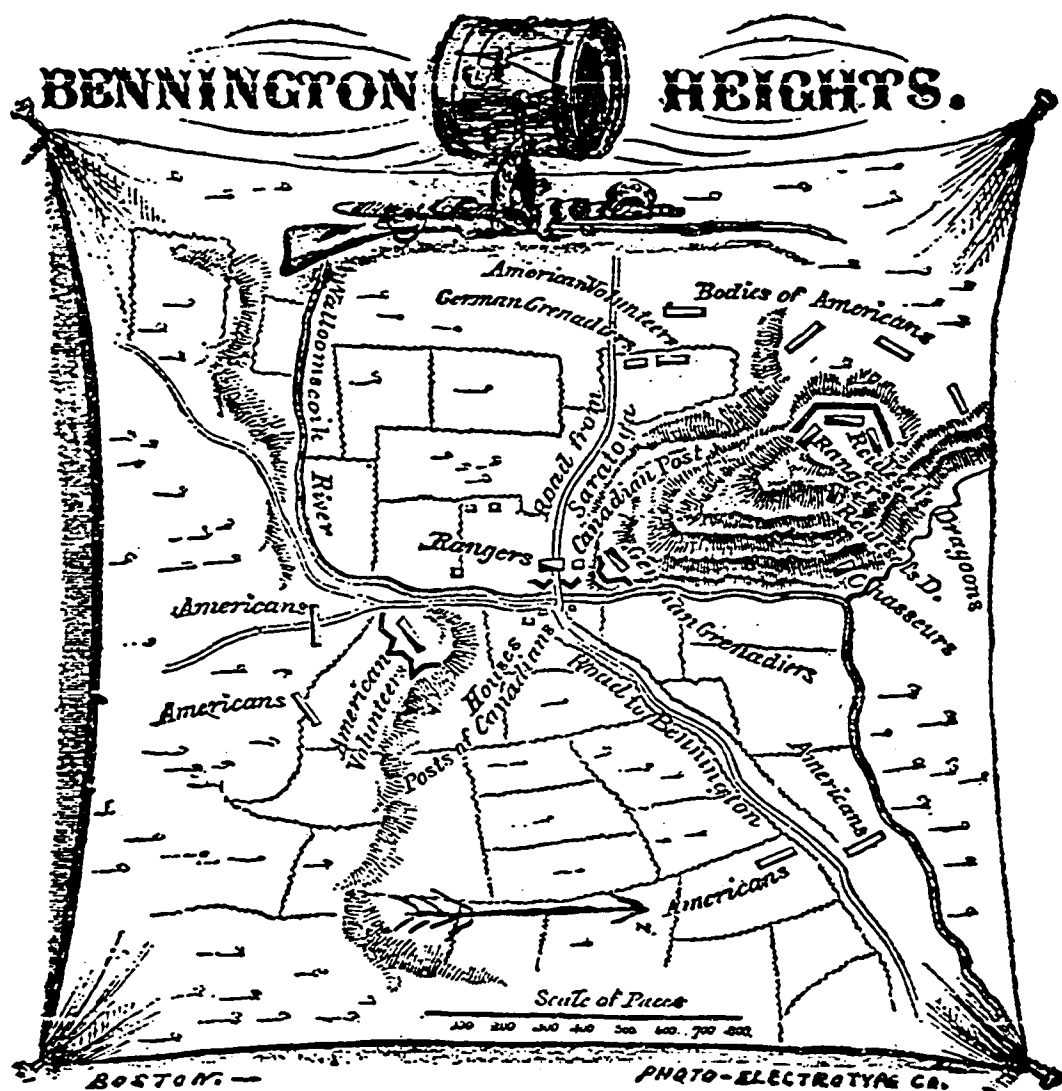 BENNINGTON HEIGHTS.
American Volunteers
German Grenadiers
Bodies of Americans
Walloomscoik River
Road from Saratoga
Canadian Post
Rangers
Dragoons
Chasseurs
Americans
Americans
American Volunteers
Houses
Posts of Canadians
Grenadiers
Road to Bennington
Americans
Americans
N.
Scale of Paces
100 200 300 400 500 600 700 800
BOSTON.
PHOTO-ELECTROTYPE CO.